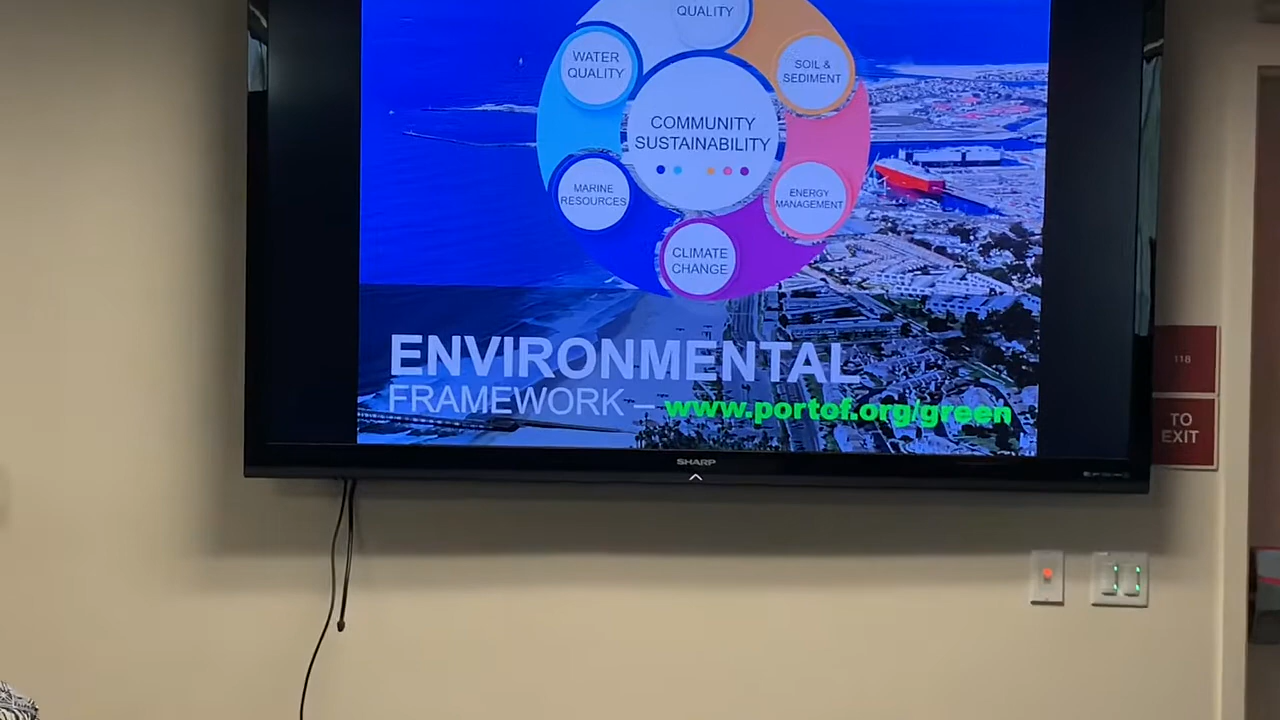 QUALITY
WATER
QUALITY
SOIL &
SEDIMENT
COMMUNITY
SUSTAINABILITY
MARINE
RESOURCES
ENERGY
MANAGEMENT
CLIMATE
CHANGE
ENVIRONMENTAL
FRAMEWORK – www.portof.org/green
SHARP
118
TO
EXIT